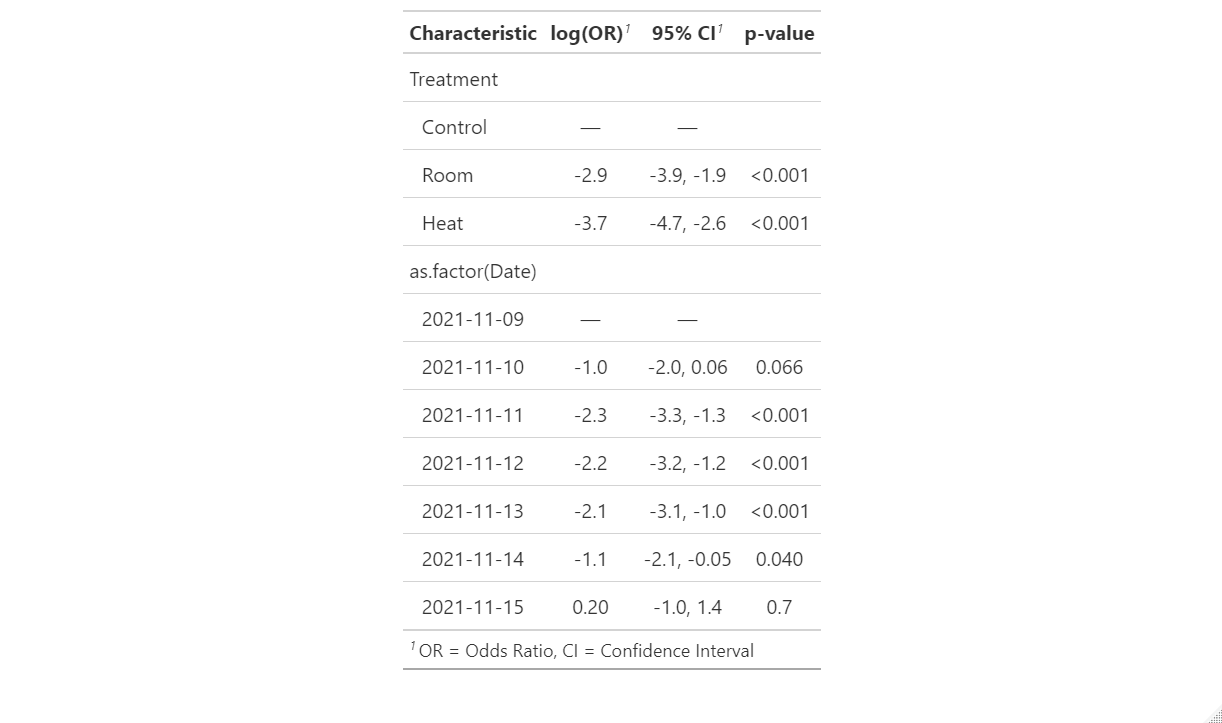 Characteristic log(OR)1 95% CI1 p-value
Treatment
Control — —
Room -2.9 -3.9, -1.9 <0.001
Heat -3.7 -4.7, -2.6 <0.001
as.factor(Date)
2021-11-09 — —
2021-11-10 -1.0 -2.0, 0.06 0.066
2021-11-11 -2.3 -3.3, -1.3 <0.001
2021-11-12 -2.2 -3.2, -1.2 <0.001
2021-11-13 -2.1 -3.1, -1.0 <0.001
2021-11-14 -1.1 -2.1, -0.05 0.040
2021-11-15 0.20 -1.0, 1.4 0.7
1 OR = Odds Ratio, CI = Confidence Interval